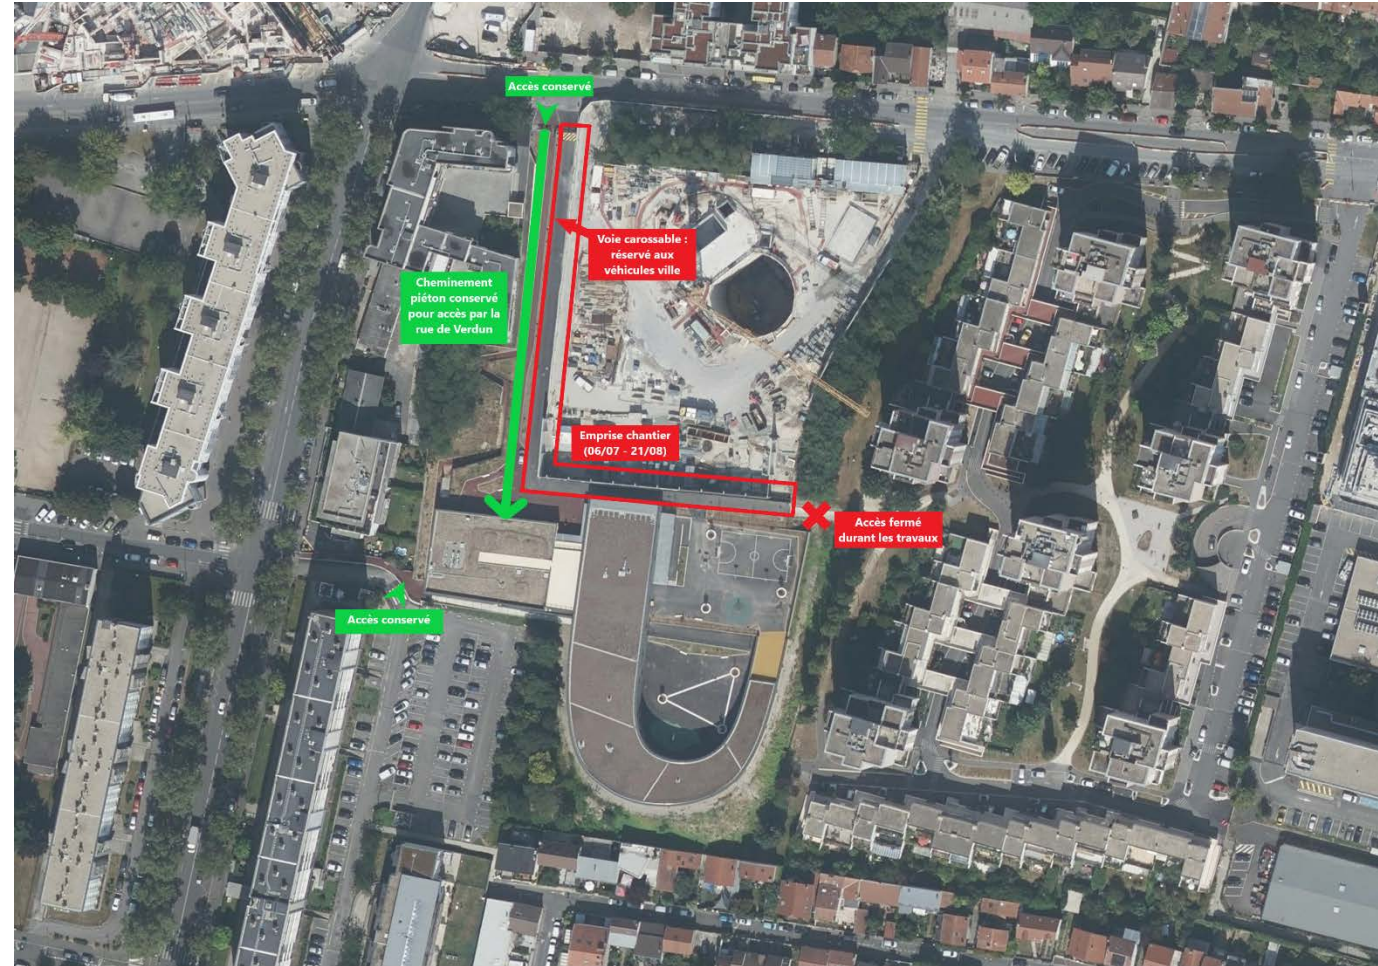 Accès conservé
Voie carossable :
réservé aux
véhicules ville
Cheminement
piéton conservé
pour accès par la
rue de Verdun
Emprise chantier
(06/07 - 21/08)
Accès fermé
durant les travaux
Accès conservé